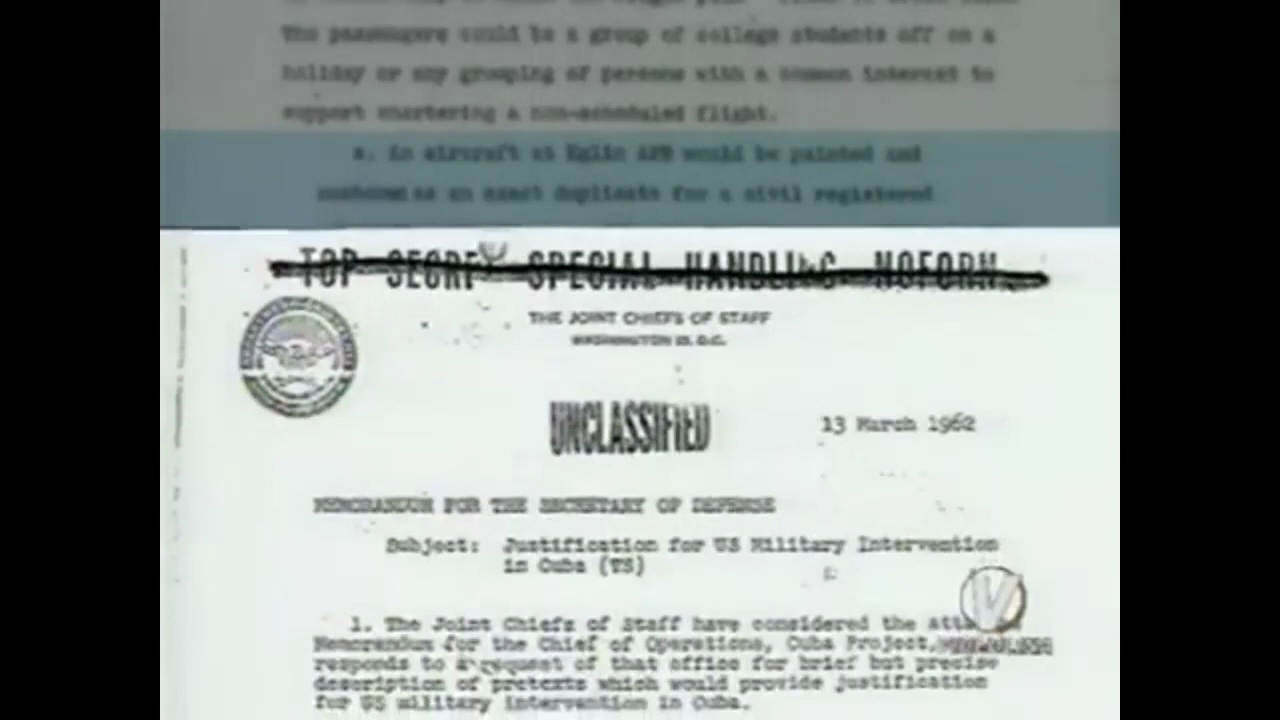 The passengers could be a group of college students off on a
holiday or any grouping of persons with a common interest to
support chartering a non-scheduled flight.
a. An aircraft at Eglin AFB would be painted and
numbered as an exact duplicate for a civil registered
TOP SECRET SPECIAL HANDLING NOFORN
THE JOINT CHIEFS OF STAFF
WASHINGTON 25, D.C.
UNCLASSIFIED
13 March 1962
MEMORANDUM FOR THE SECRETARY OF DEFENSE
Subject: Justification for US Military Intervention
in Cuba (TS)
1. The Joint Chiefs of Staff have considered the
Memorandum for the Chief of Operations, Cuba Project,
responds to a request of that office for brief but precise
description of pretexts which would provide justification
for US military intervention in Cuba.